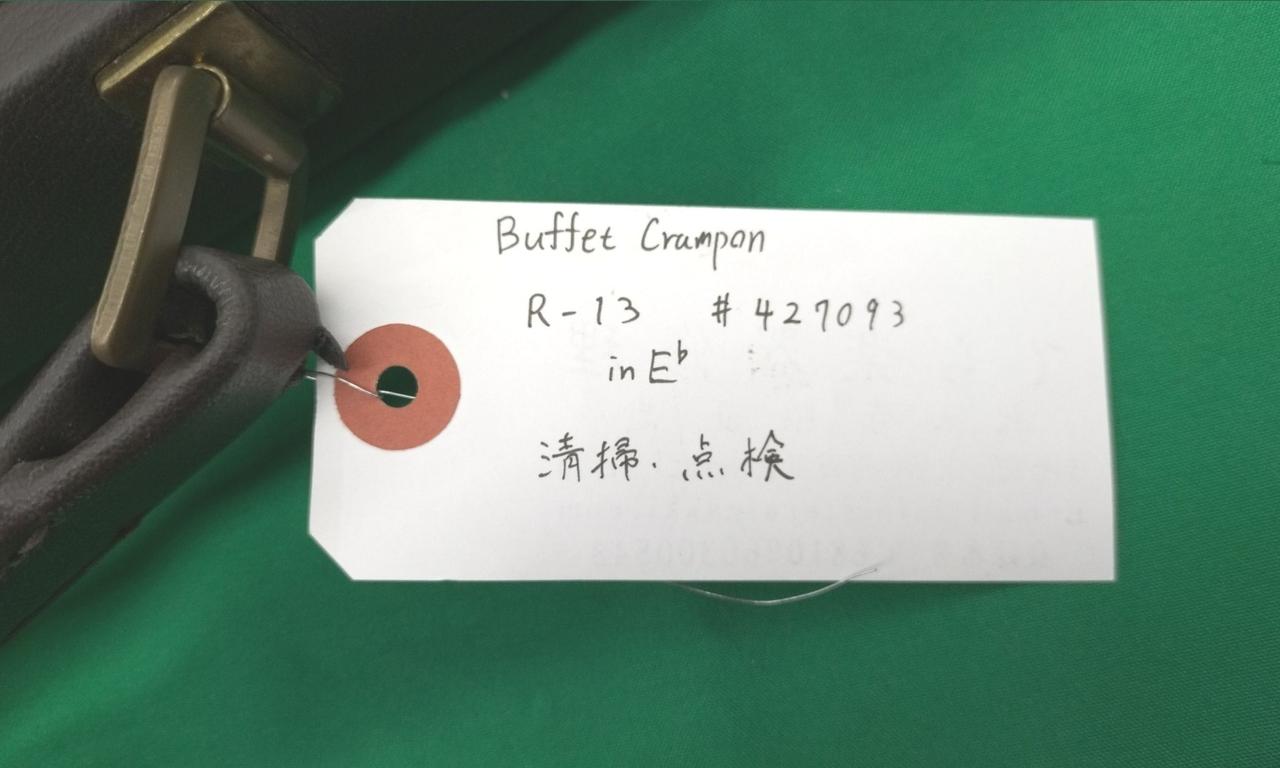 Buffet Crampon
R-13 #427093
in E♭
清掃、点検